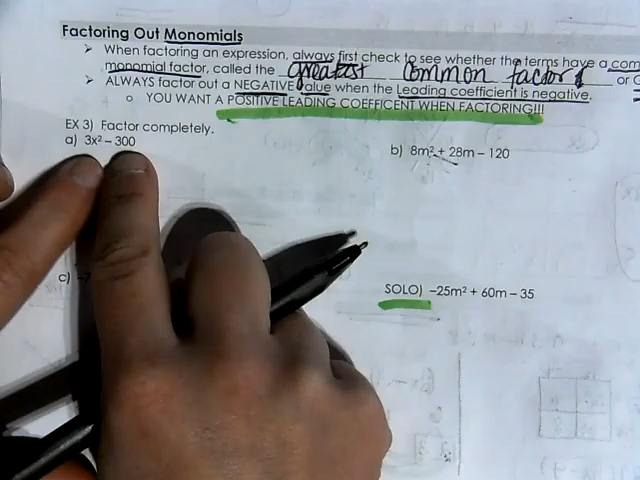 Factoring Out Monomials
➢ When factoring an expression, always first check to see whether the terms have a com
monomial factor, called the greatest common factor or
➢ ALWAYS factor out a NEGATIVE value when the Leading coefficient is negative.
o YOU WANT A POSITIVE LEADING COEFFICENT WHEN FACTORING!!!
EX 3) Factor completely.
a) 3x² – 300
b) 8m² + 28m – 120
c) -7
SOLO) –25m² + 60m – 35